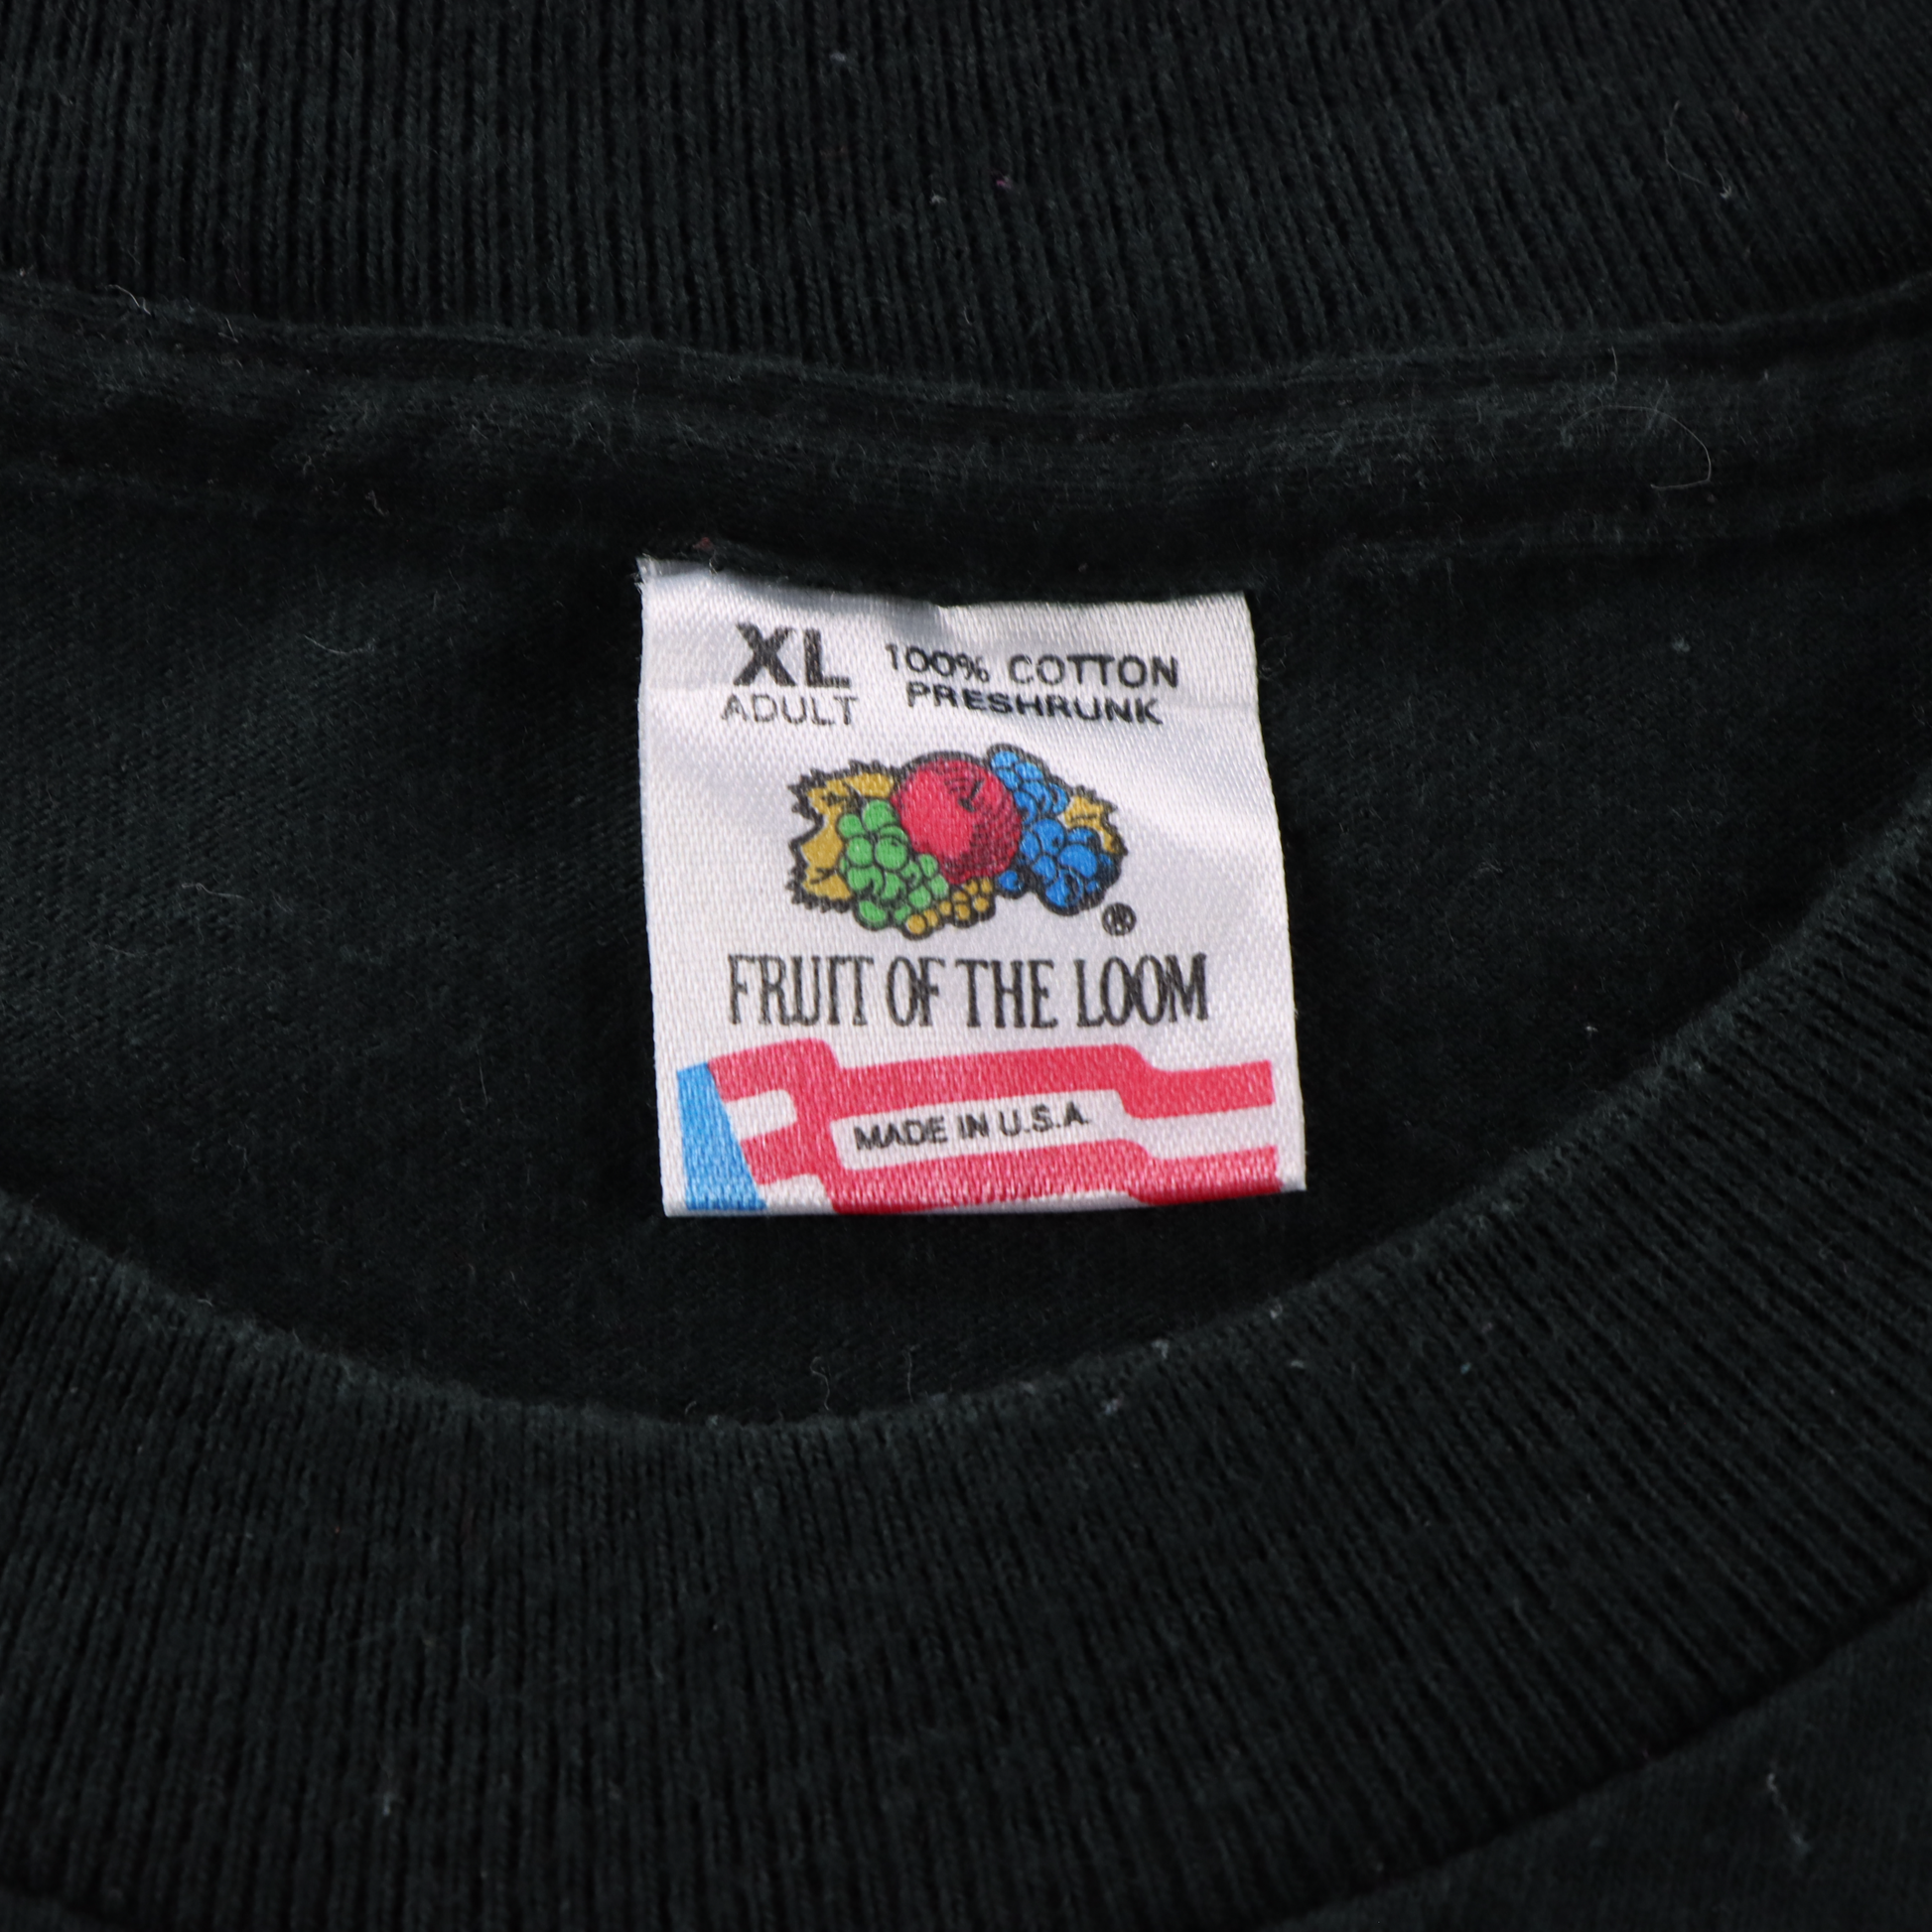 XL
ADULT
100% COTTON
PRESHRUNK
®
FRUIT OF THE LOOM
MADE IN U.S.A.